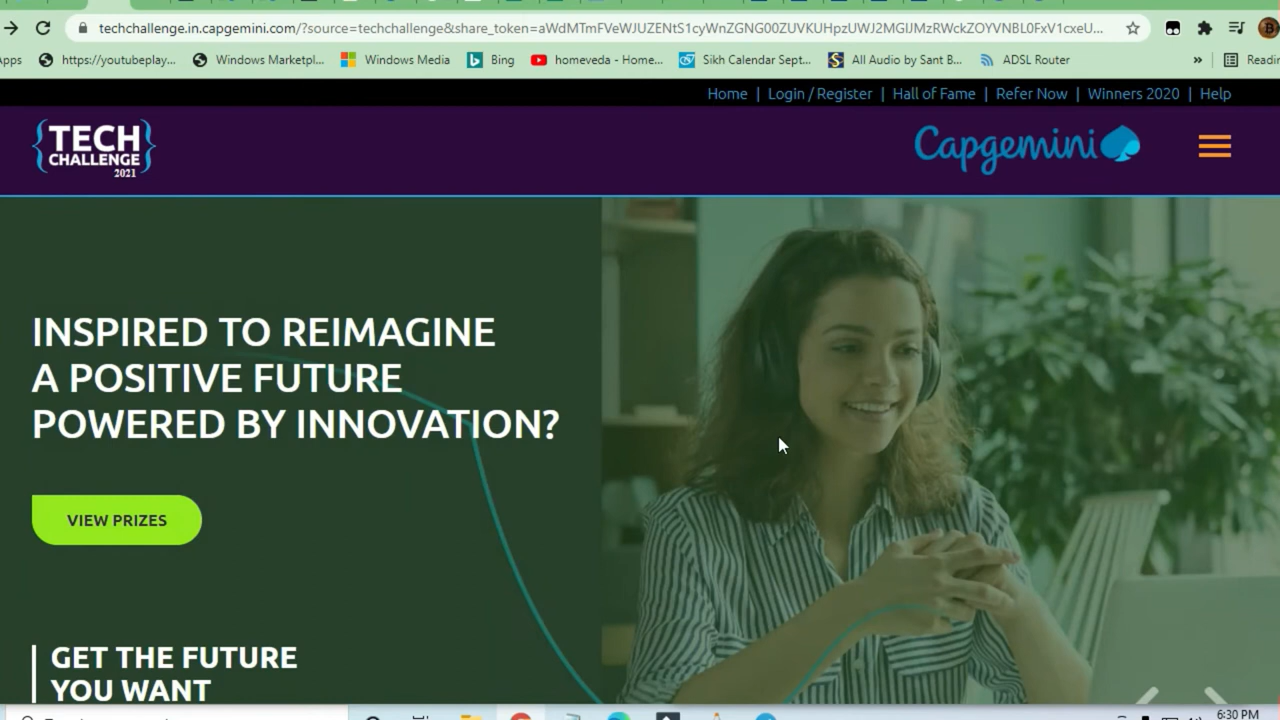 techchallenge.in.capgemini.com/?source=techchallenge&share_token=aWdMTmFVeWJUZENtS1cyWnZGNG00ZUVKUHpzUWJ2MGlJMzRWckZOYVNBL0FxV1cxeU...
pps https://youtubeplay... Windows Marketpl... Windows Media Bing homeveda - Home... Sikh Calendar Sept... All Audio by Sant B... ADSL Router » Readin
Home | Login / Register | Hall of Fame | Refer Now | Winners 2020 | Help
{TECH
CHALLENGE}
2021
Capgemini
INSPIRED TO REIMAGINE
A POSITIVE FUTURE
POWERED BY INNOVATION?
VIEW PRIZES
GET THE FUTURE
YOU WANT
6:30 PM